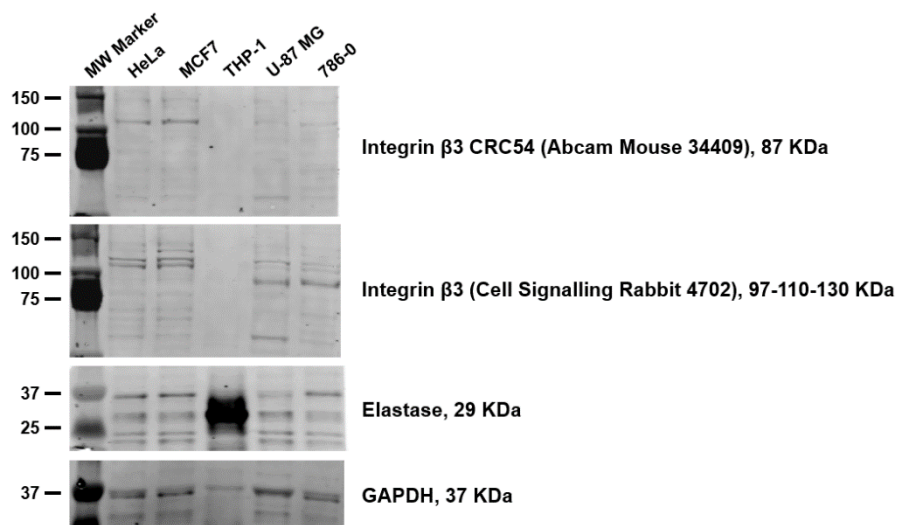 MW Marker
HeLa
MCF7
THP-1
U-87 MG
786-0
150
100
75
Integrin β3 CRC54 (Abcam Mouse 34409), 87 KDa
150
100
75
Integrin β3 (Cell Signalling Rabbit 4702), 97-110-130 KDa
37
25
Elastase, 29 KDa
37
GAPDH, 37 KDa